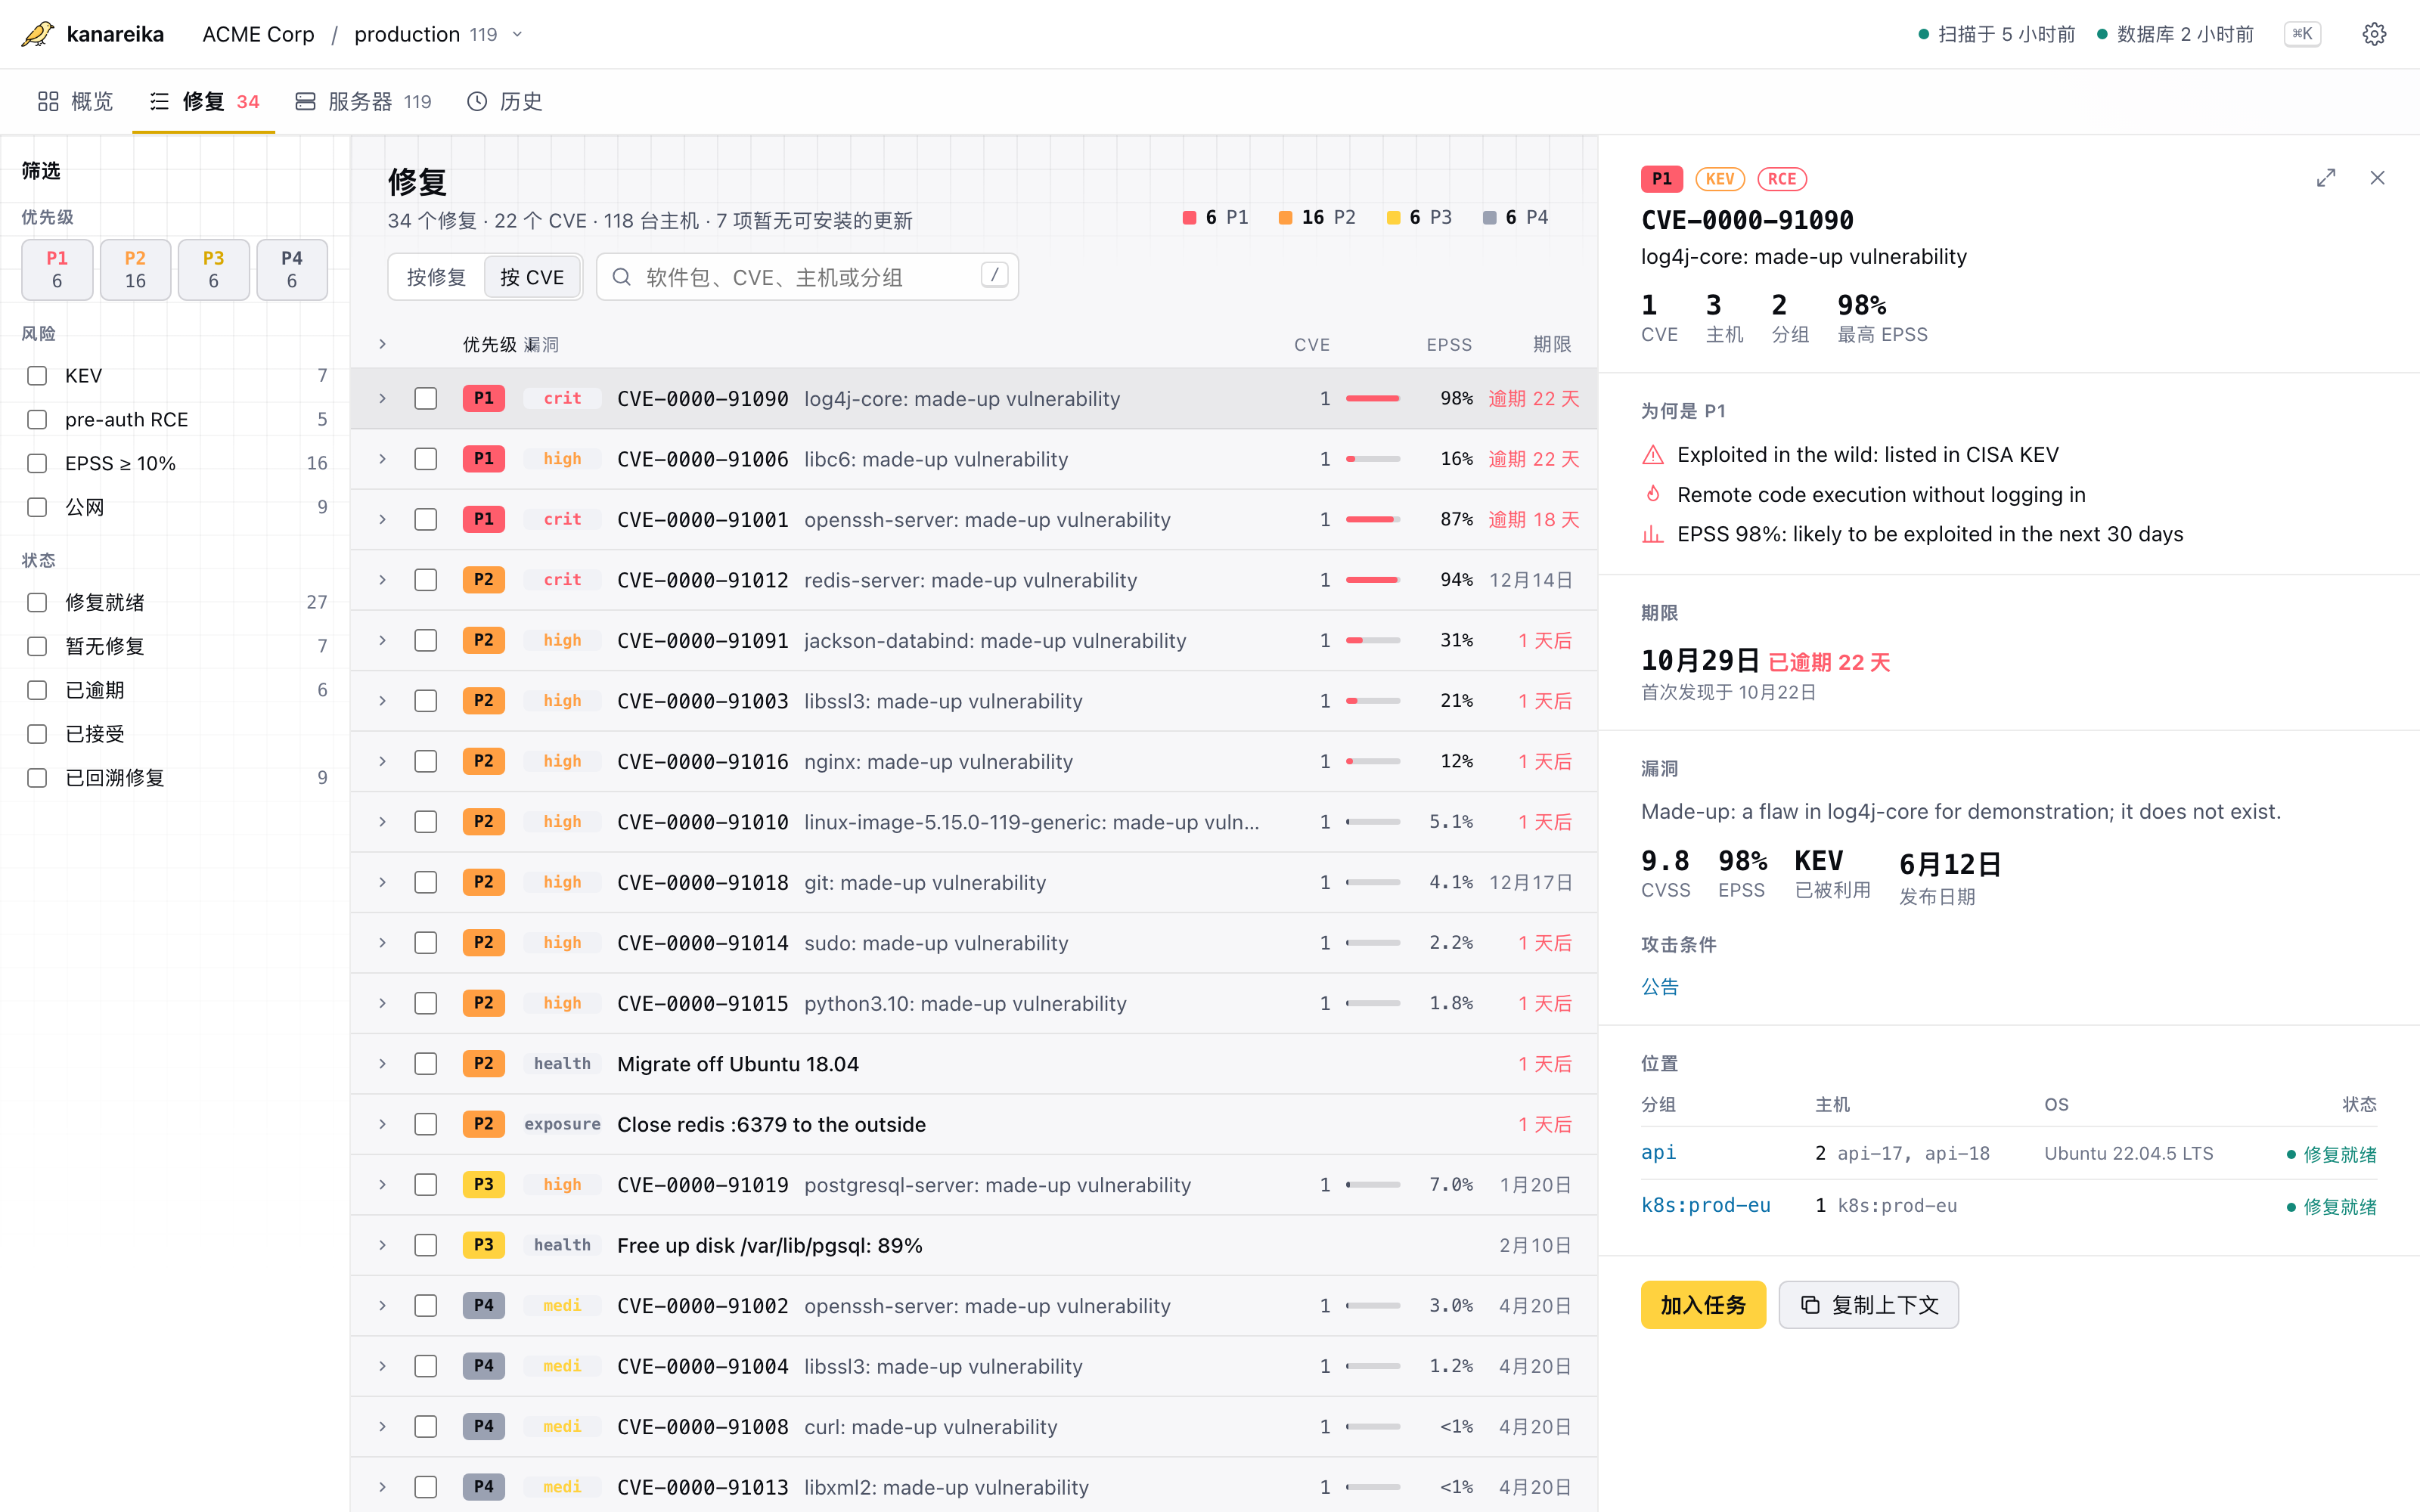 kanareika ACME Corp / production 119 扫描于 5 小时前 数据库 2 小时前 ⌘K
概览 修复 34 服务器 119 历史
筛选
优先级
P1 P2 P3 P4
6 16 6 6
风险
KEV 7
pre-auth RCE 5
EPSS ≥ 10% 16
公网 9
状态
修复就绪 27
暂无修复 7
已逾期 6
已接受
已回溯修复 9
修复
34 个修复 · 22 个 CVE · 118 台主机 · 7 项暂无可安装的更新 6 P1 16 P2 6 P3 6 P4
按修复 按 CVE 软件包、CVE、主机或分组 /
优先级 漏洞 CVE EPSS 期限
P1 crit CVE-0000-91090 log4j-core: made-up vulnerability 1 98% 逾期 22 天
P1 high CVE-0000-91006 libc6: made-up vulnerability 1 16% 逾期 22 天
P1 crit CVE-0000-91001 openssh-server: made-up vulnerability 1 87% 逾期 18 天
P2 crit CVE-0000-91012 redis-server: made-up vulnerability 1 94% 12月14日
P2 high CVE-0000-91091 jackson-databind: made-up vulnerability 1 31% 1 天后
P2 high CVE-0000-91003 libssl3: made-up vulnerability 1 21% 1 天后
P2 high CVE-0000-91016 nginx: made-up vulnerability 1 12% 1 天后
P2 high CVE-0000-91010 linux-image-5.15.0-119-generic: made-up vuln... 1 5.1% 1 天后
P2 high CVE-0000-91018 git: made-up vulnerability 1 4.1% 12月17日
P2 high CVE-0000-91014 sudo: made-up vulnerability 1 2.2% 1 天后
P2 high CVE-0000-91015 python3.10: made-up vulnerability 1 1.8% 1 天后
P2 health Migrate off Ubuntu 18.04 1 天后
P2 exposure Close redis :6379 to the outside 1 天后
P3 high CVE-0000-91019 postgresql-server: made-up vulnerability 1 7.0% 1月20日
P3 health Free up disk /var/lib/pgsql: 89% 2月10日
P4 medi CVE-0000-91002 openssh-server: made-up vulnerability 1 3.0% 4月20日
P4 medi CVE-0000-91004 libssl3: made-up vulnerability 1 1.2% 4月20日
P4 medi CVE-0000-91008 curl: made-up vulnerability 1 <1% 4月20日
P4 medi CVE-0000-91013 libxml2: made-up vulnerability 1 <1% 4月20日
P1 KEV RCE
CVE-0000-91090
log4j-core: made-up vulnerability
1 3 2 98%
CVE 主机 分组 最高 EPSS
为何是 P1
Exploited in the wild: listed in CISA KEV
Remote code execution without logging in
EPSS 98%: likely to be exploited in the next 30 days
期限
10月29日 已逾期 22 天
首次发现于 10月22日
漏洞
Made-up: a flaw in log4j-core for demonstration; it does not exist.
9.8 98% KEV 6月12日
CVSS EPSS 已被利用 发布日期
攻击条件
公告
位置
分组 主机 OS 状态
api 2 api-17, api-18 Ubuntu 22.04.5 LTS 修复就绪
k8s:prod-eu 1 k8s:prod-eu 修复就绪
加入任务 复制上下文